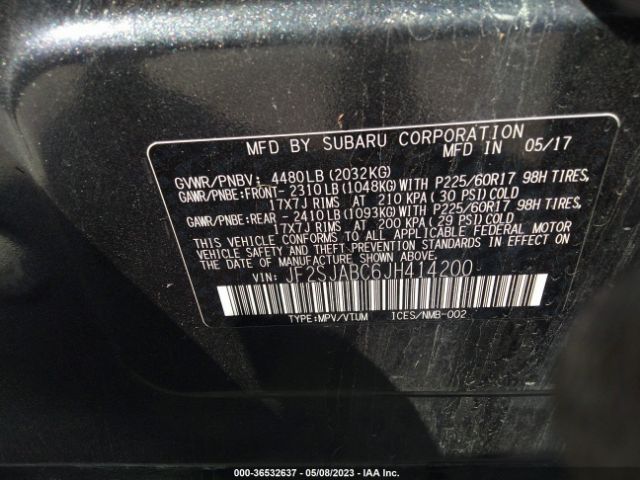 MFD BY SUBARU CORPORATION
MFD IN 05/17
GVWR/PNBV: 4480LB(2032KG)
GAWR/PNBE:FRONT- 2310LB(1048KG)WITH P225/60R17 98H TIRES,
17X7J RIMS AT 210 KPA(30 PSI)COLD
GAWR/PNBE:REAR - 2410LB(1093KG)WITH P225/60R17 98H TIRES,
17X7J RIMS AT 200 KPA(29 PSI)COLD
THIS VEHICLE CONFORMS TO ALL APPLICABLE FEDERAL MOTOR
VEHICLE SAFETY AND THEFT PREVENTION STANDARDS IN EFFECT ON
THE DATE OF MANUFACTURE SHOWN ABOVE.
VIN: JF2SJABC6JH414200
TYPE:MPV/VTUM ICES/NMB-002
000-36532637 - 05/08/2023 - IAA Inc.